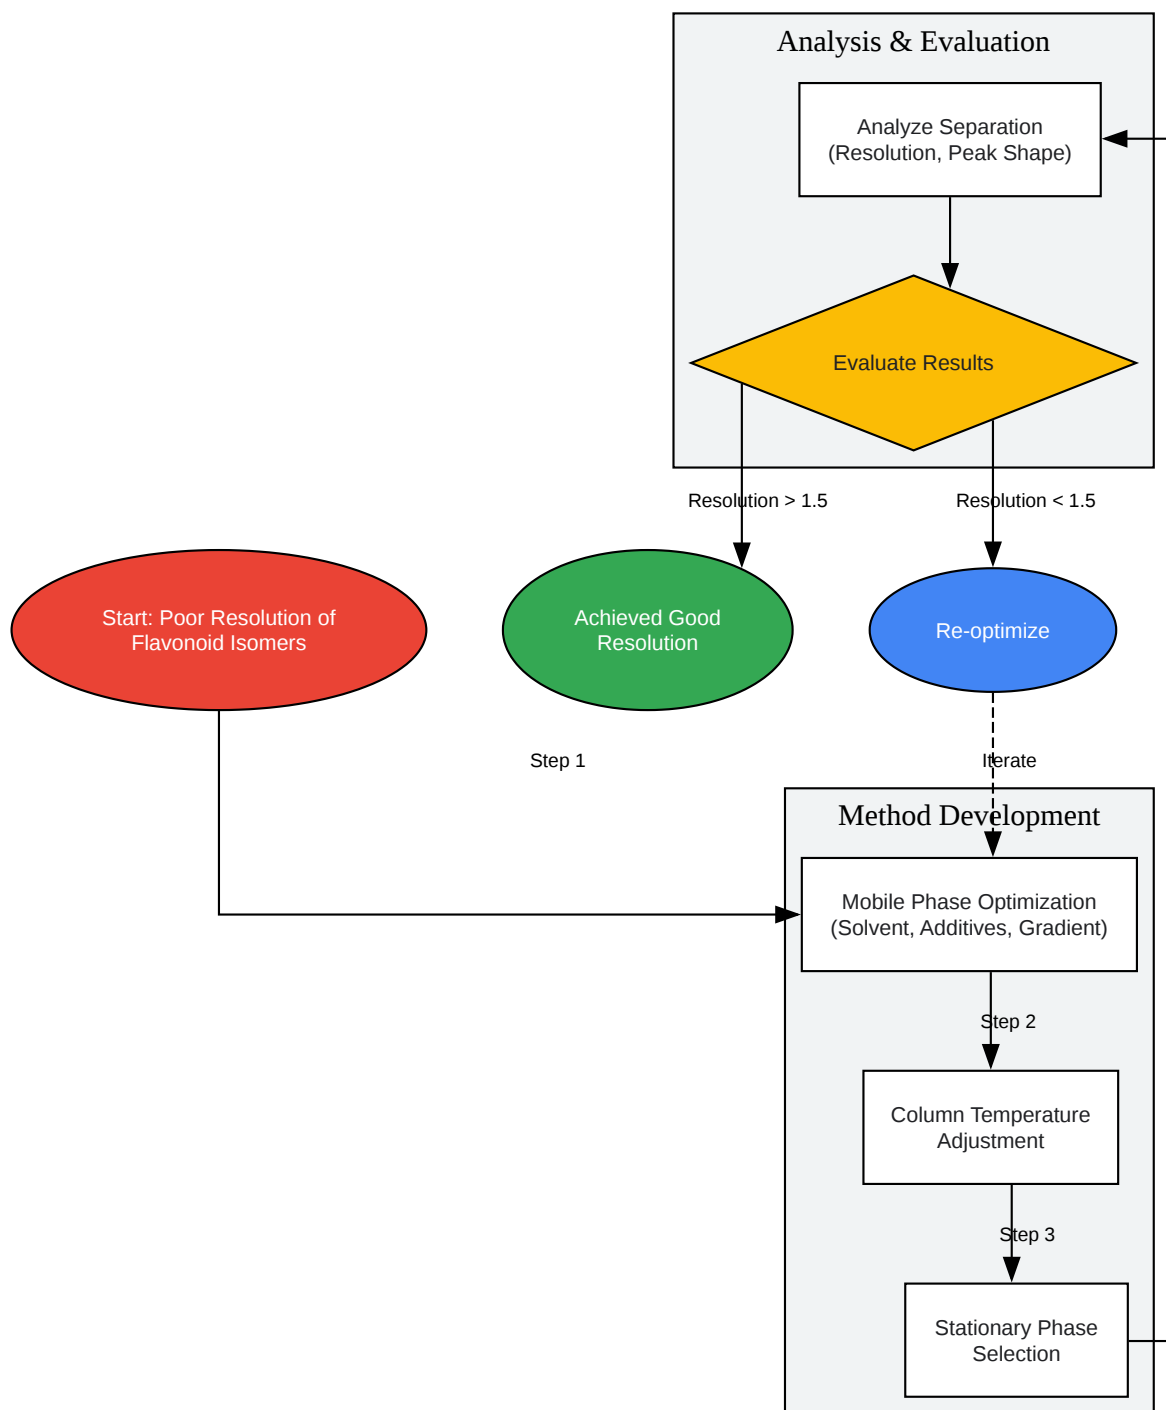 Analysis & Evaluation
Analyze Separation
(Resolution, Peak Shape)
Evaluate Results
Resolution > 1.5
Resolution < 1.5
Start: Poor Resolution of
Flavonoid Isomers
Achieved Good
Resolution
Re-optimize
Step 1
Iterate
Method Development
Mobile Phase Optimization
(Solvent, Additives, Gradient)
Step 2
Column Temperature
Adjustment
Step 3
Stationary Phase
Selection